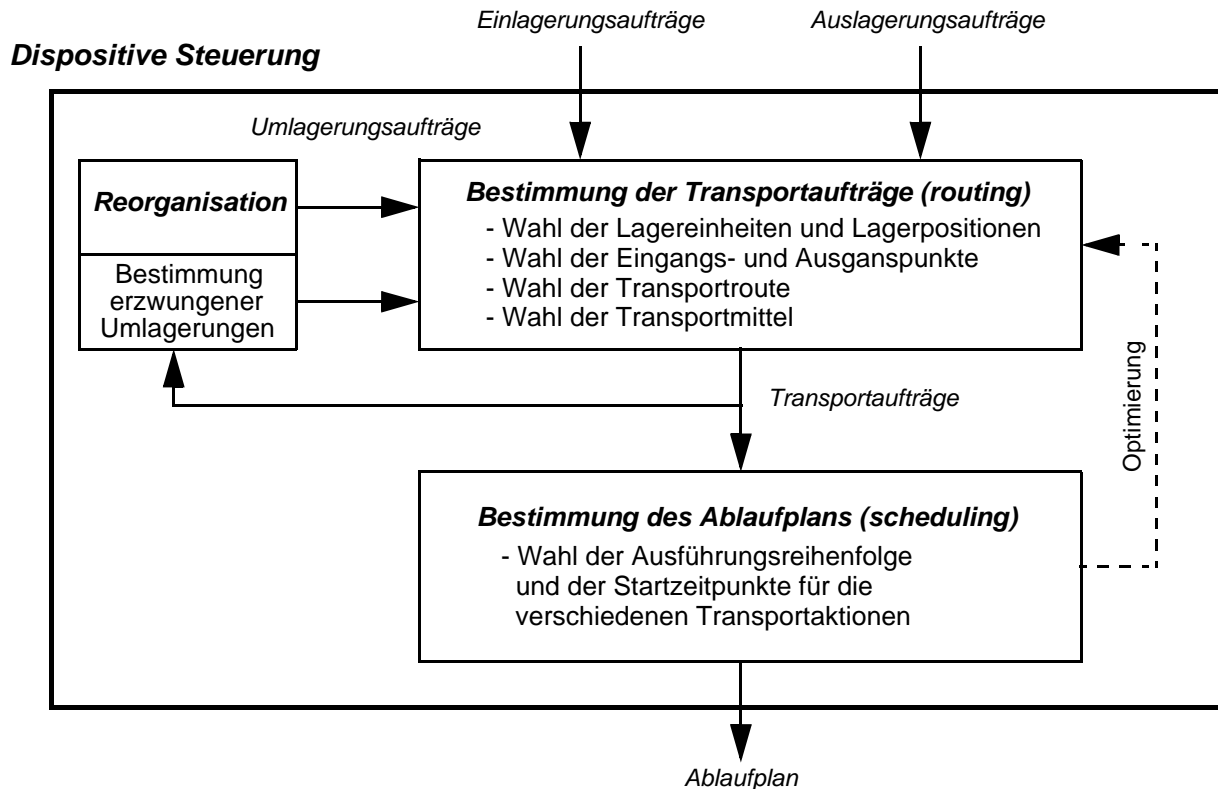 Einlagerungsaufträge
Auslagerungsaufträge
Dispositive Steuerung
Umlagerungsaufträge
Reorganisation
Bestimmung
erzwungener
Umlagerungen
Bestimmung der Transportaufträge (routing)
- Wahl der Lagereinheiten und Lagerpositionen
- Wahl der Eingangs- und Ausganspunkte
- Wahl der Transportroute
- Wahl der Transportmittel
Transportaufträge
Optimierung
Bestimmung des Ablaufplans (scheduling)
- Wahl der Ausführungsreihenfolge
und der Startzeitpunkte für die
verschiedenen Transportaktionen
Ablaufplan